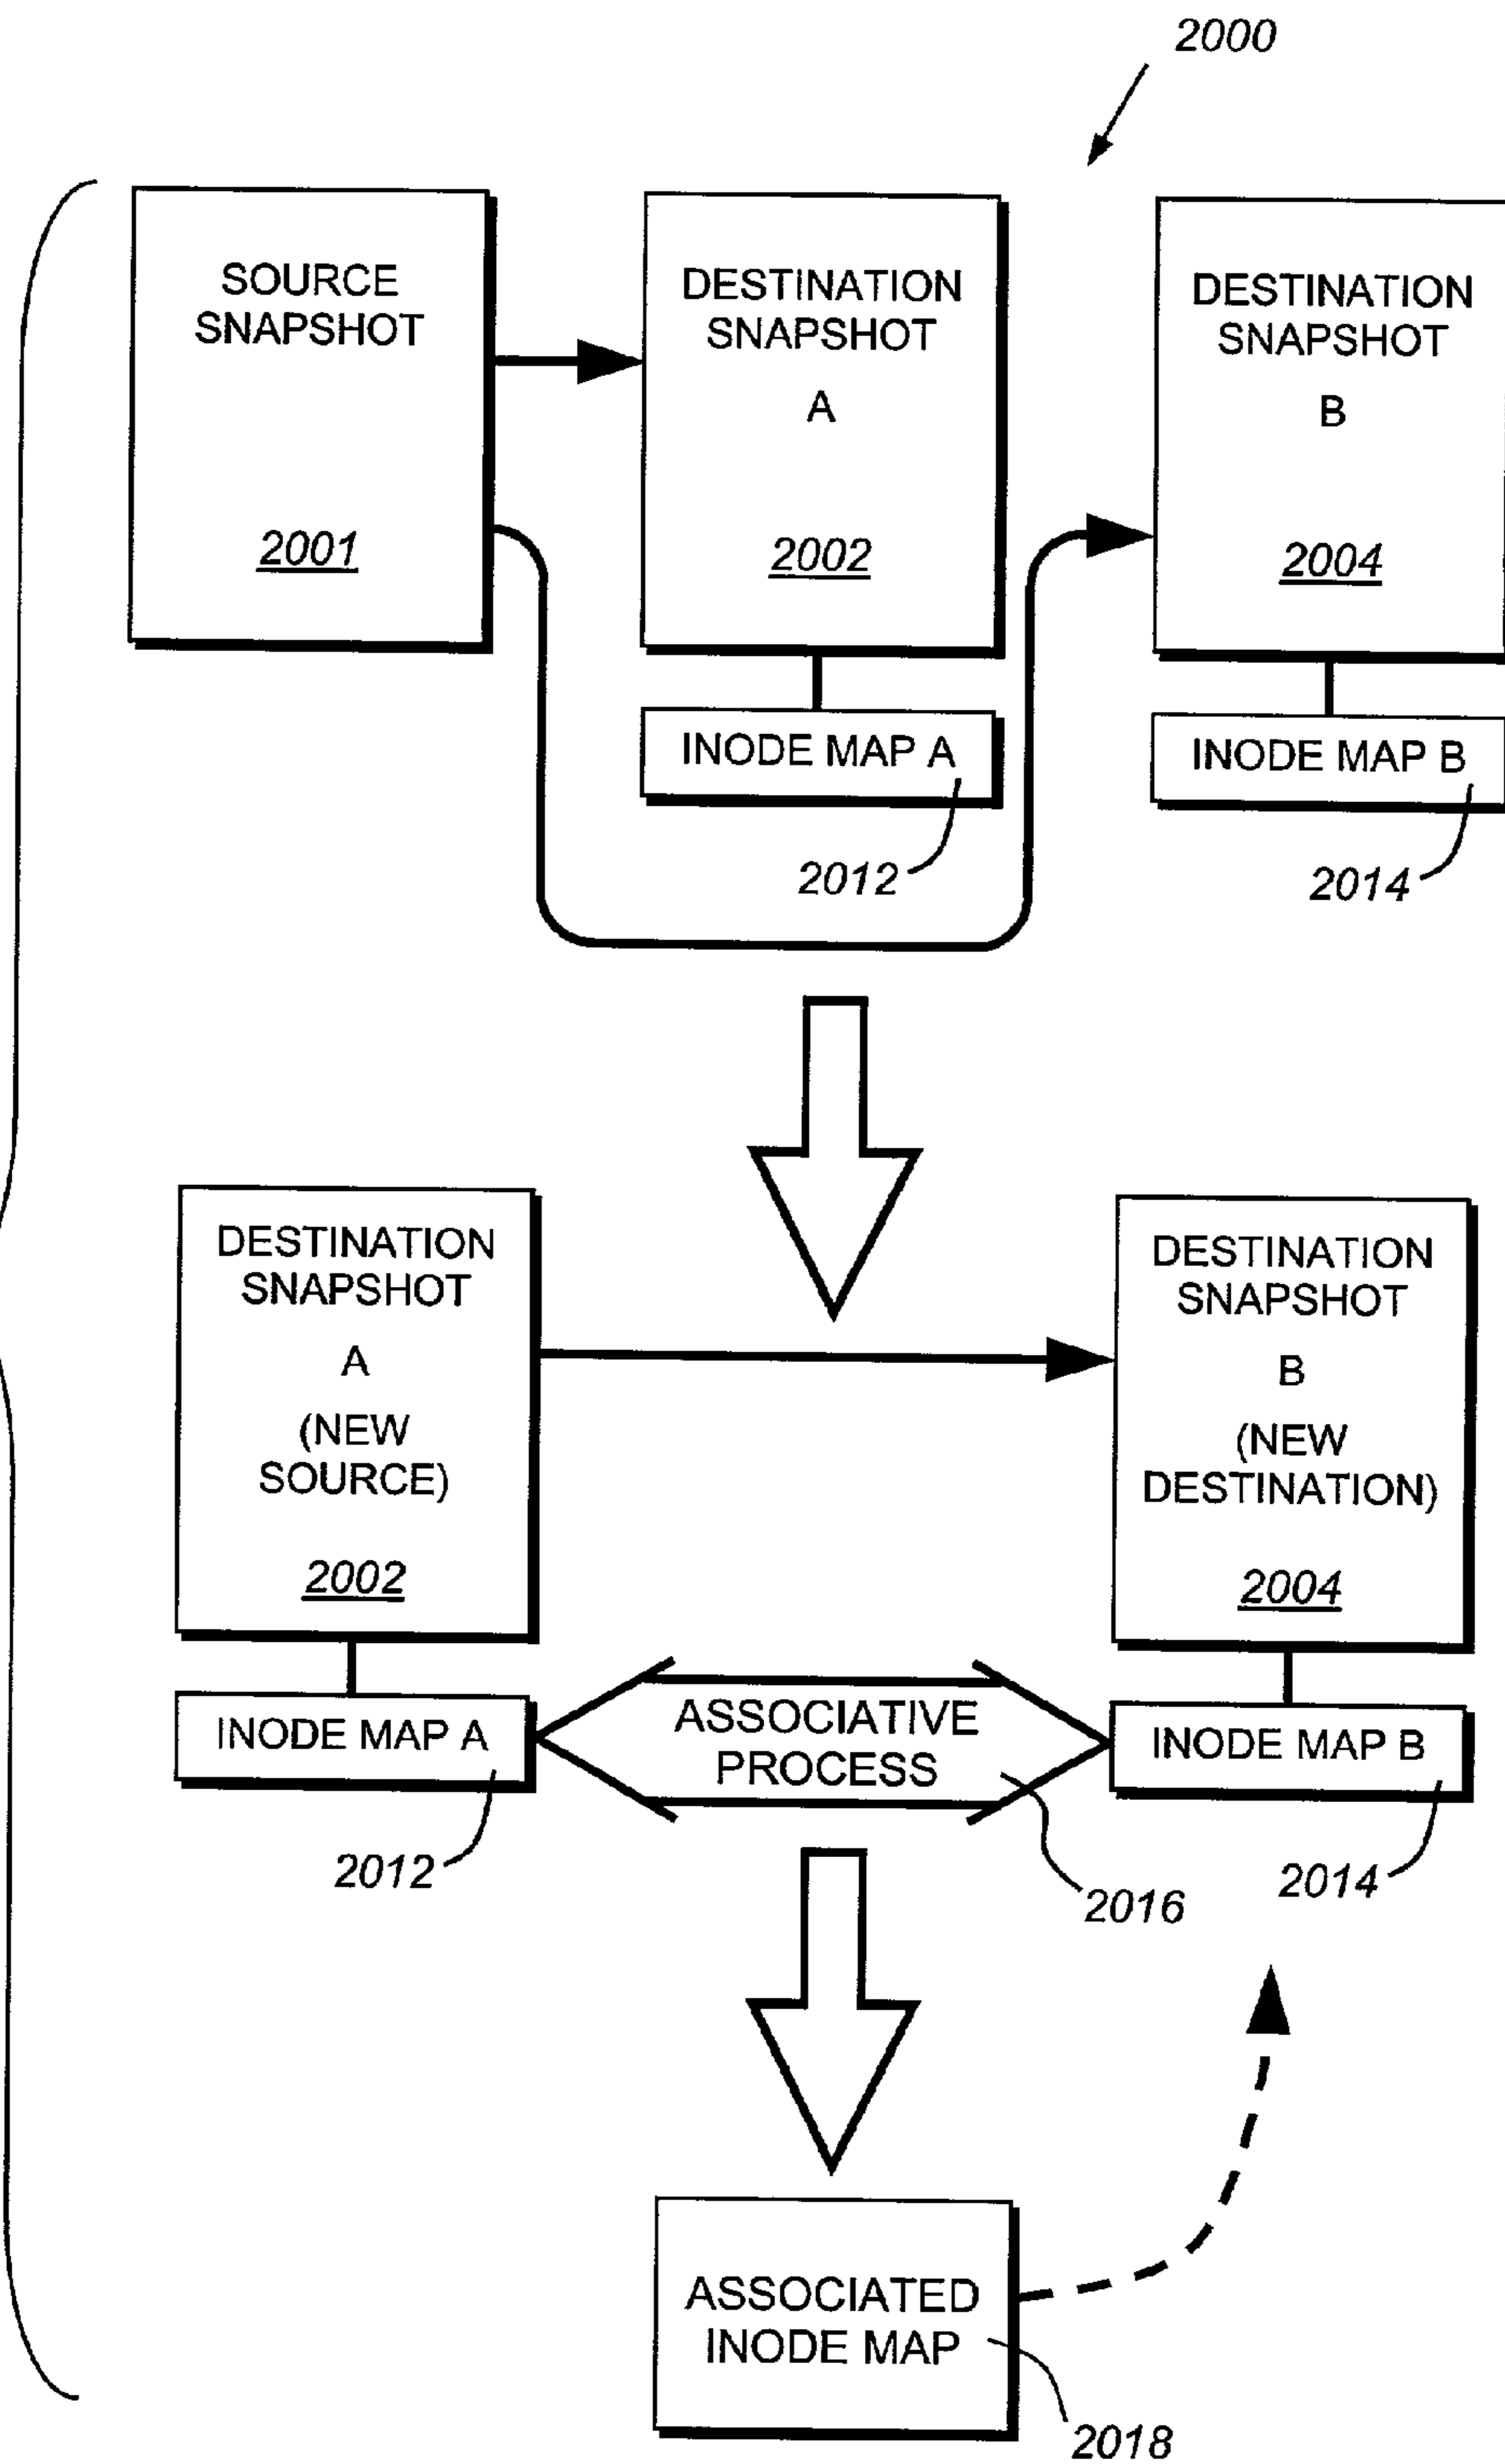 2000
SOURCE
SNAPSHOT
2001
DESTINATION
SNAPSHOT
A
2002
DESTINATION
SNAPSHOT
B
2004
INODE MAP A
2012
INODE MAP B
2014
DESTINATION
SNAPSHOT
A
(NEW
SOURCE)
2002
DESTINATION
SNAPSHOT
B
(NEW
DESTINATION)
2004
INODE MAP A
2012
ASSOCIATIVE
PROCESS
2016
INODE MAP B
2014
ASSOCIATED
INODE MAP
2018